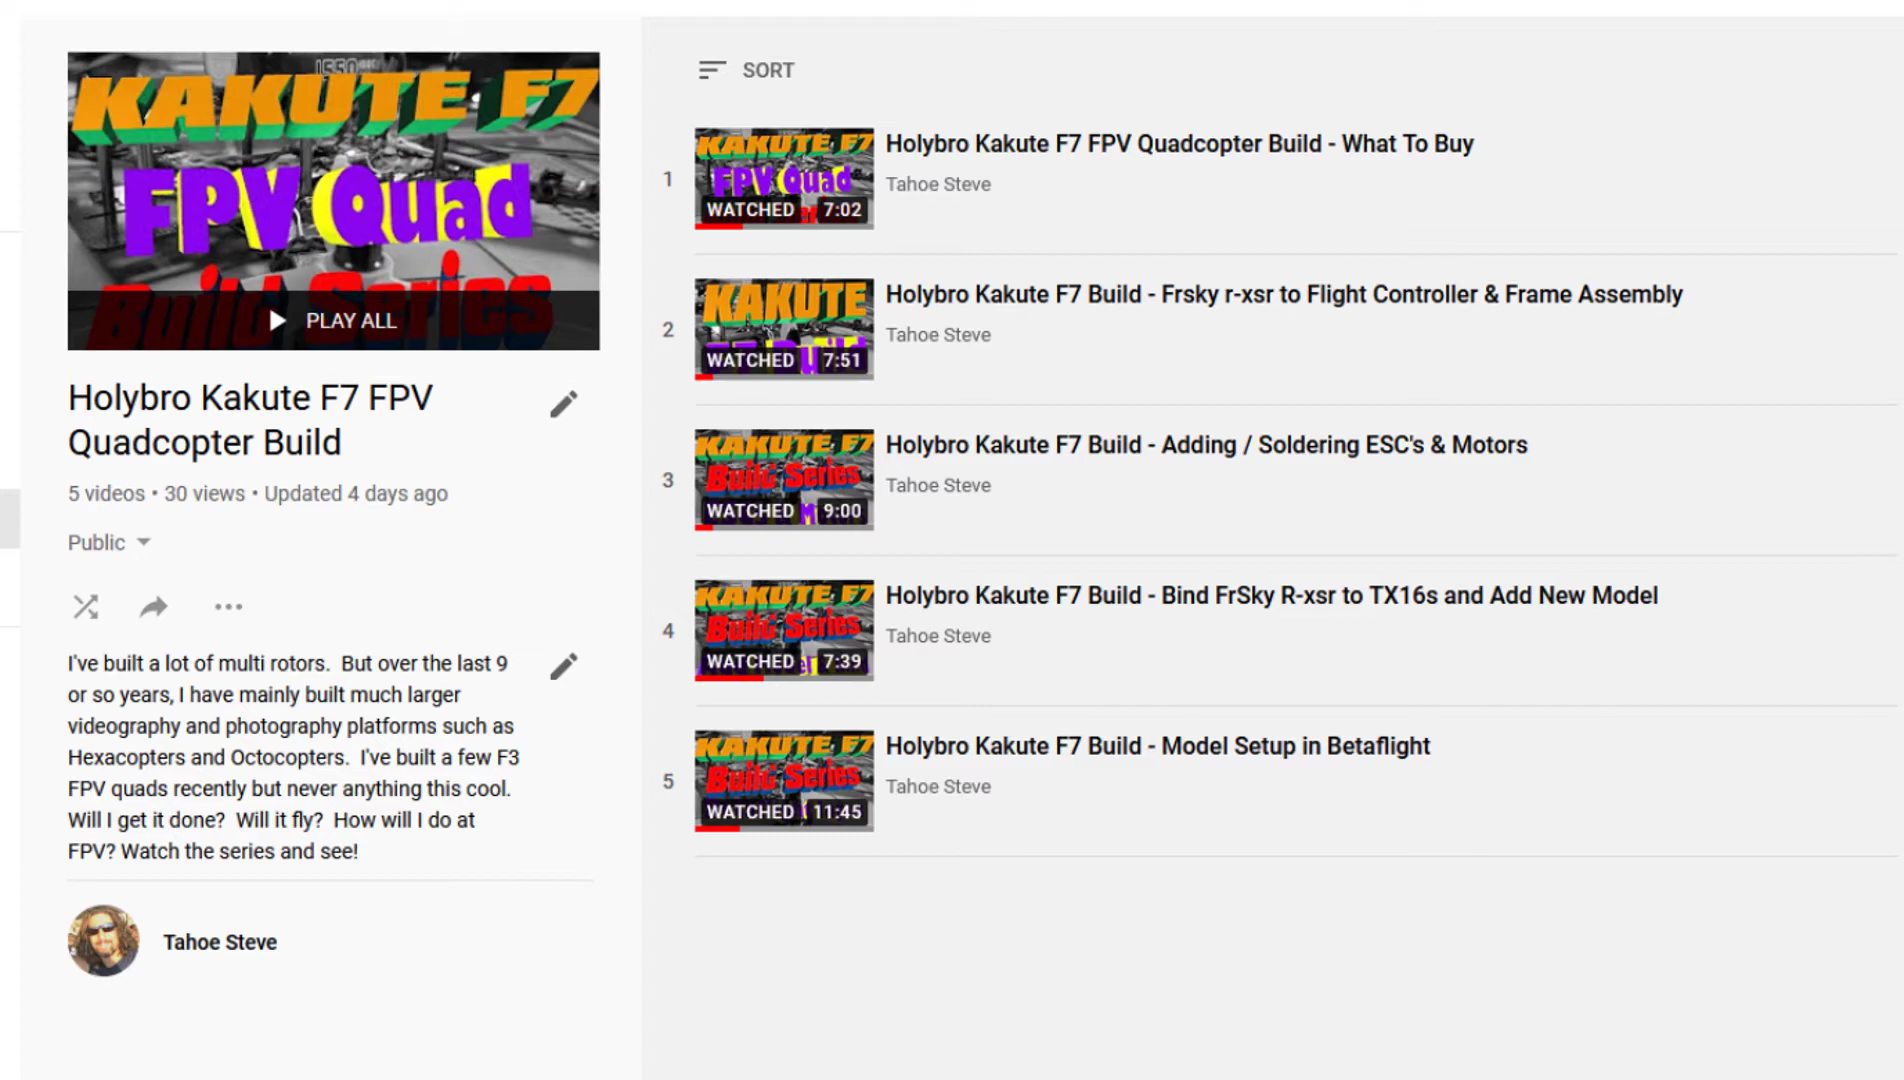 KAKUTE F7
FPV Quad
Build Series
PLAY ALL
Holybro Kakute F7 FPV
Quadcopter Build
5 videos • 30 views • Updated 4 days ago
Public
I've built a lot of multi rotors.  But over the last 9
or so years, I have mainly built much larger
videography and photography platforms such as
Hexacopters and Octocopters.  I've built a few F3
FPV quads recently but never anything this cool.
Will I get it done?  Will it fly?  How will I do at
FPV? Watch the series and see!
Tahoe Steve
SORT
1
KAKUTE F7
FPV Quad
WATCHED 7:02
Holybro Kakute F7 FPV Quadcopter Build - What To Buy
Tahoe Steve
2
KAKUTE
WATCHED 7:51
Holybro Kakute F7 Build - Frsky r-xsr to Flight Controller & Frame Assembly
Tahoe Steve
3
KAKUTE F7
Build Series
WATCHED 9:00
Holybro Kakute F7 Build - Adding / Soldering ESC's & Motors
Tahoe Steve
4
KAKUTE F7
Build Series
WATCHED 7:39
Holybro Kakute F7 Build - Bind FrSky R-xsr to TX16s and Add New Model
Tahoe Steve
5
KAKUTE F7
Build Series
WATCHED 11:45
Holybro Kakute F7 Build - Model Setup in Betaflight
Tahoe Steve